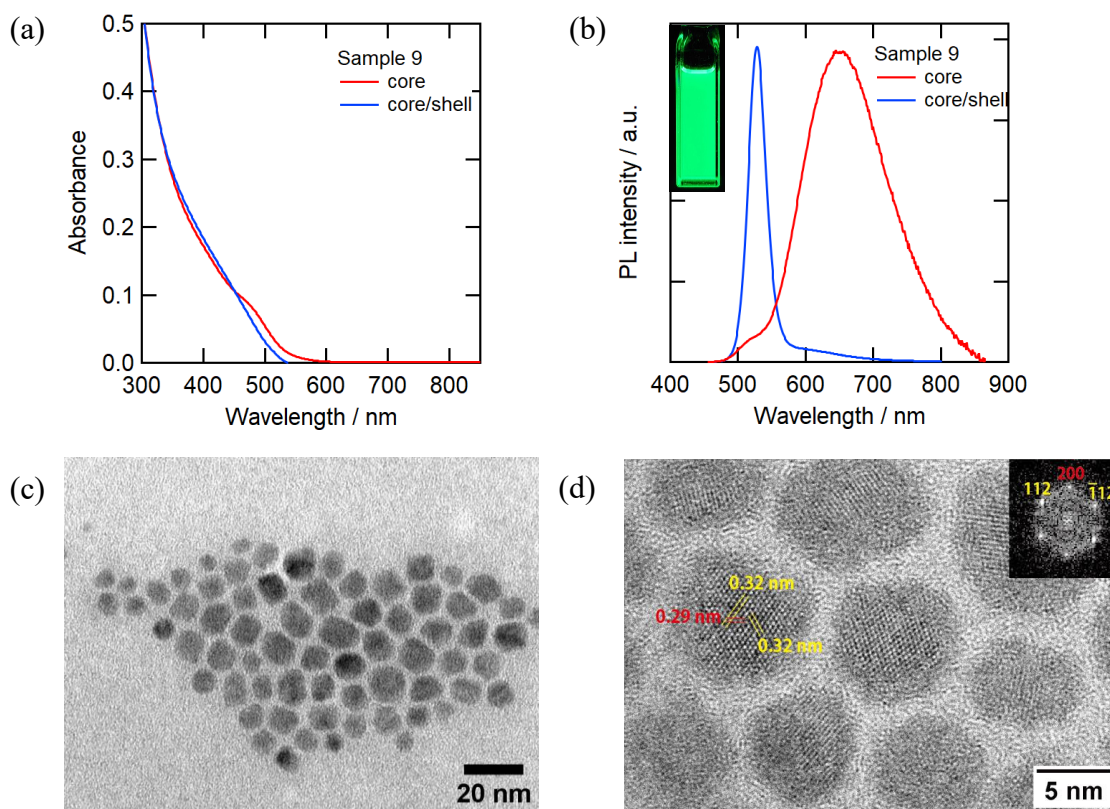 (a)
0.5
0.4
0.3
0.2
0.1
0.0
Absorbance
Sample 9
core
core/shell
300 400 500 600 700 800
Wavelength / nm
(b)
PL intensity / a.u.
Sample 9
core
core/shell
400 500 600 700 800 900
Wavelength / nm
(c)
20 nm
(d)
0.32 nm
0.29 nm
0.32 nm
200
112
1̅12
5 nm